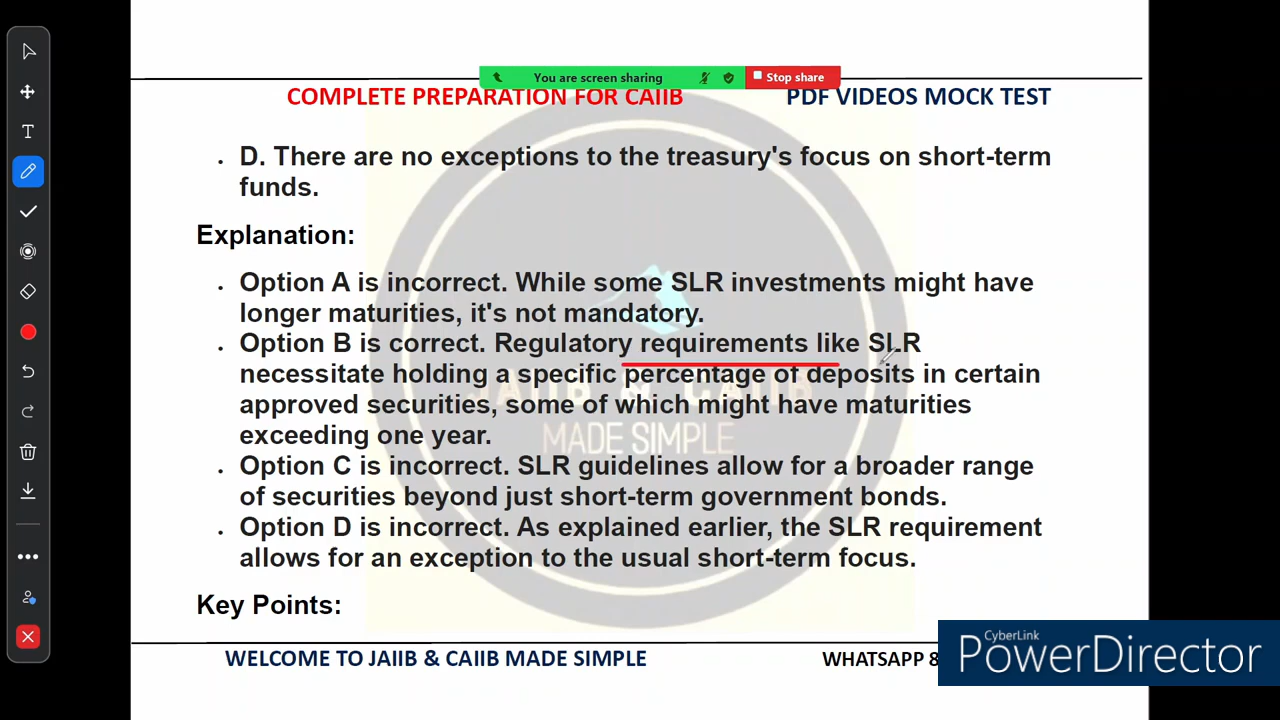 You are screen sharing
Stop share
COMPLETE PREPARATION FOR CAIIB PDF VIDEOS MOCK TEST
. D. There are no exceptions to the treasury's focus on short-term
funds.
Explanation:
. Option A is incorrect. While some SLR investments might have
longer maturities, it's not mandatory.
. Option B is correct. Regulatory requirements like SLR
necessitate holding a specific percentage of deposits in certain
approved securities, some of which might have maturities
exceeding one year.
. Option C is incorrect. SLR guidelines allow for a broader range
of securities beyond just short-term government bonds.
. Option D is incorrect. As explained earlier, the SLR requirement
allows for an exception to the usual short-term focus.
Key Points:
JAIIB & CAIIB
MADE SIMPLE
WELCOME TO JAIIB & CAIIB MADE SIMPLE WHATSAPP 8
CyberLink
PowerDirector